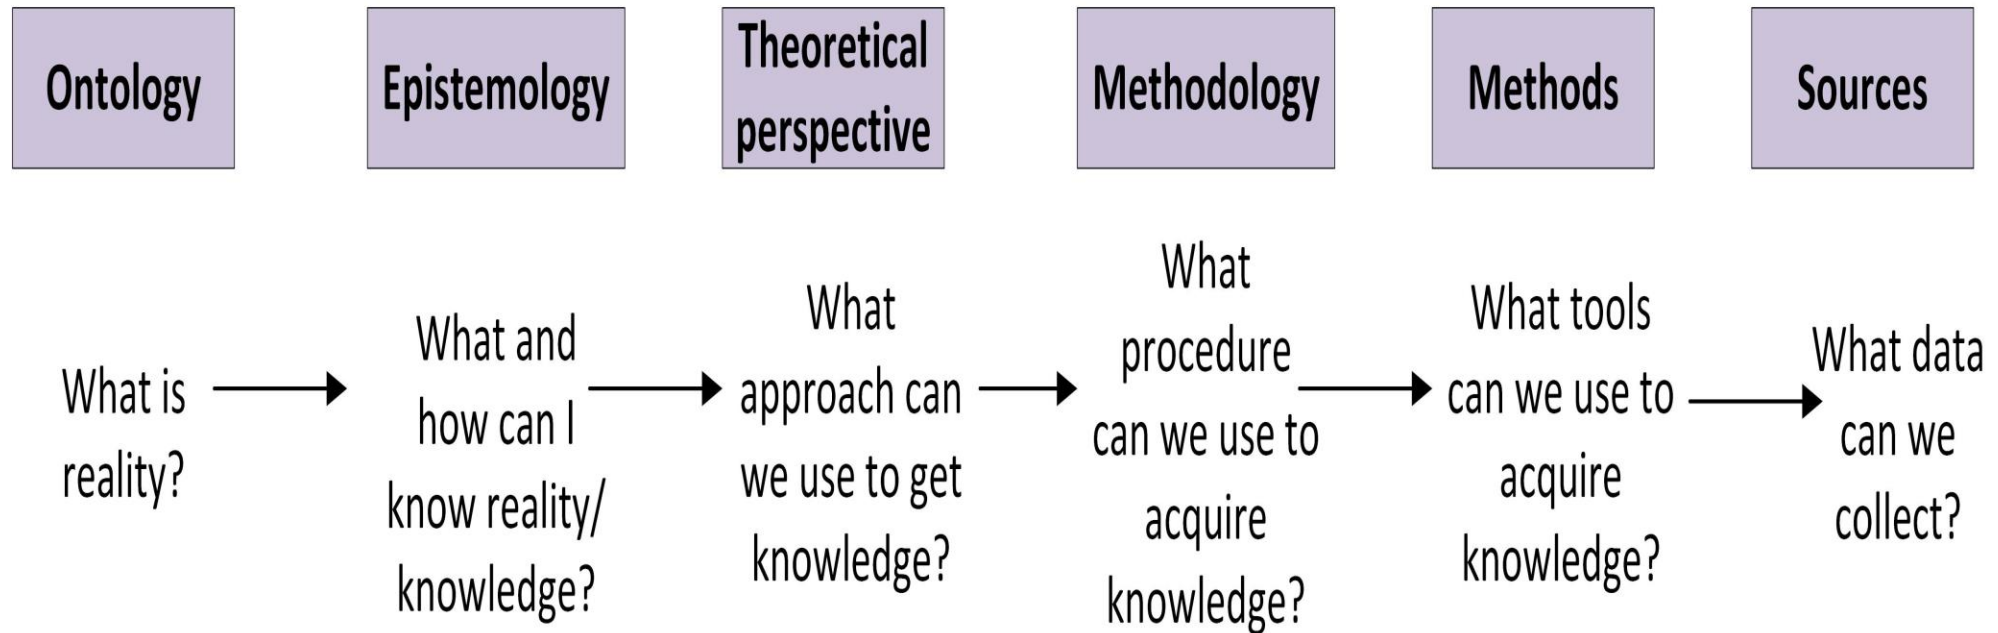 Ontology
Epistemology
Theoretical
perspective
Methodology
Methods
Sources
What is
reality?
What and
how can I
know reality/
knowledge?
What
approach can
we use to get
knowledge?
What
procedure
can we use to
acquire
knowledge?
What tools
can we use to
acquire
knowledge?
What data
can we
collect?